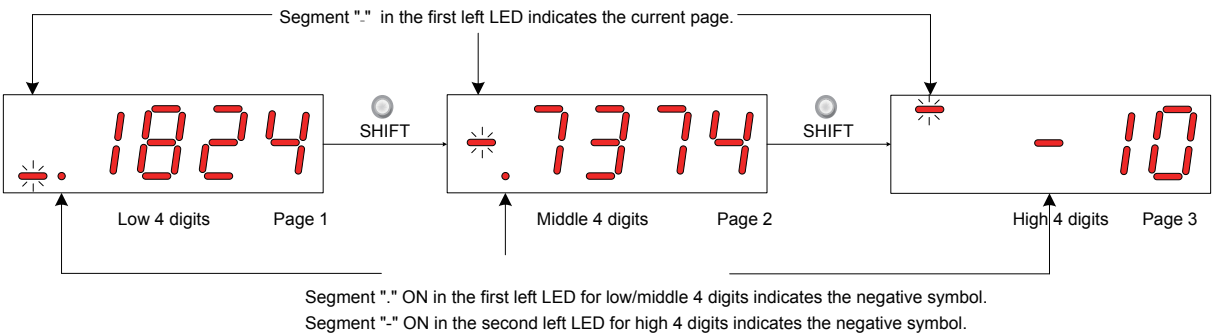 Segment "-" in the first left LED indicates the current page.
.1824
SHIFT
-.7374
SHIFT
- 10
Low 4 digits Page 1
Middle 4 digits Page 2
High 4 digits Page 3
Segment "." ON in the first left LED for low/middle 4 digits indicates the negative symbol.
Segment "-" ON in the second left LED for high 4 digits indicates the negative symbol.